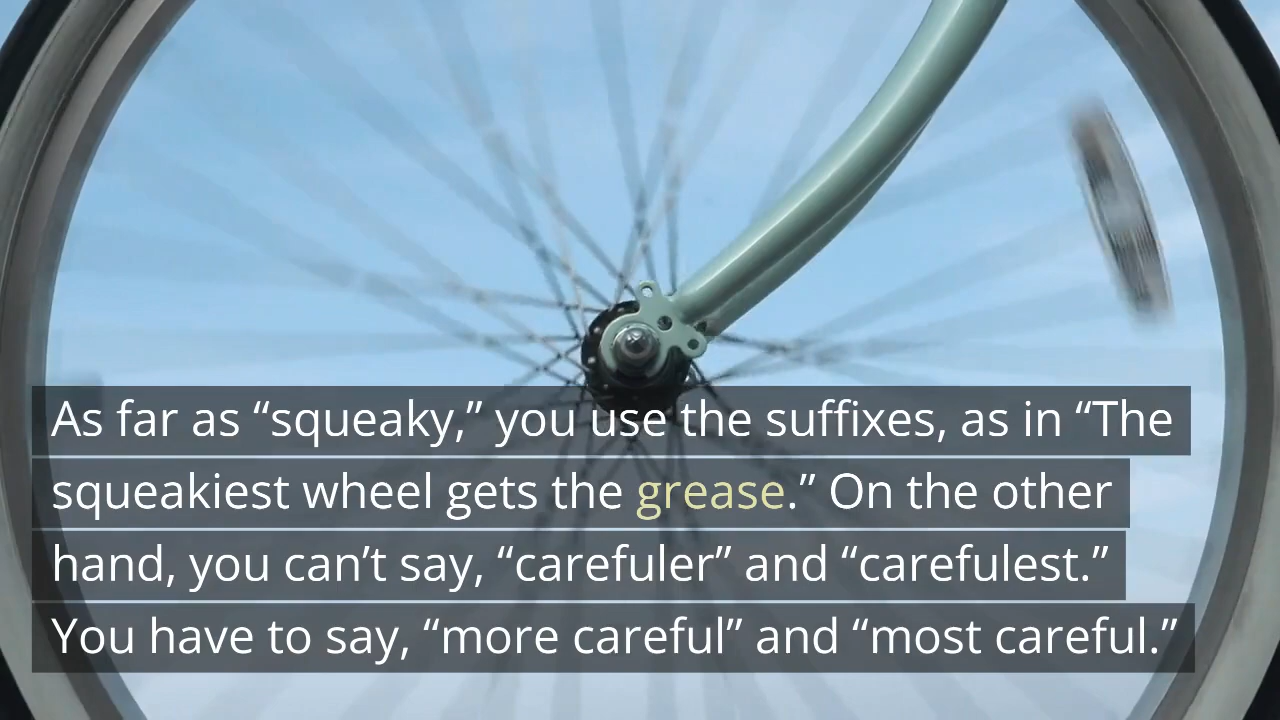 As far as “squeaky,” you use the suffixes, as in “The
squeakiest wheel gets the grease.” On the other
hand, you can’t say, “carefuler” and “carefulest.”
You have to say, “more careful” and “most careful.”